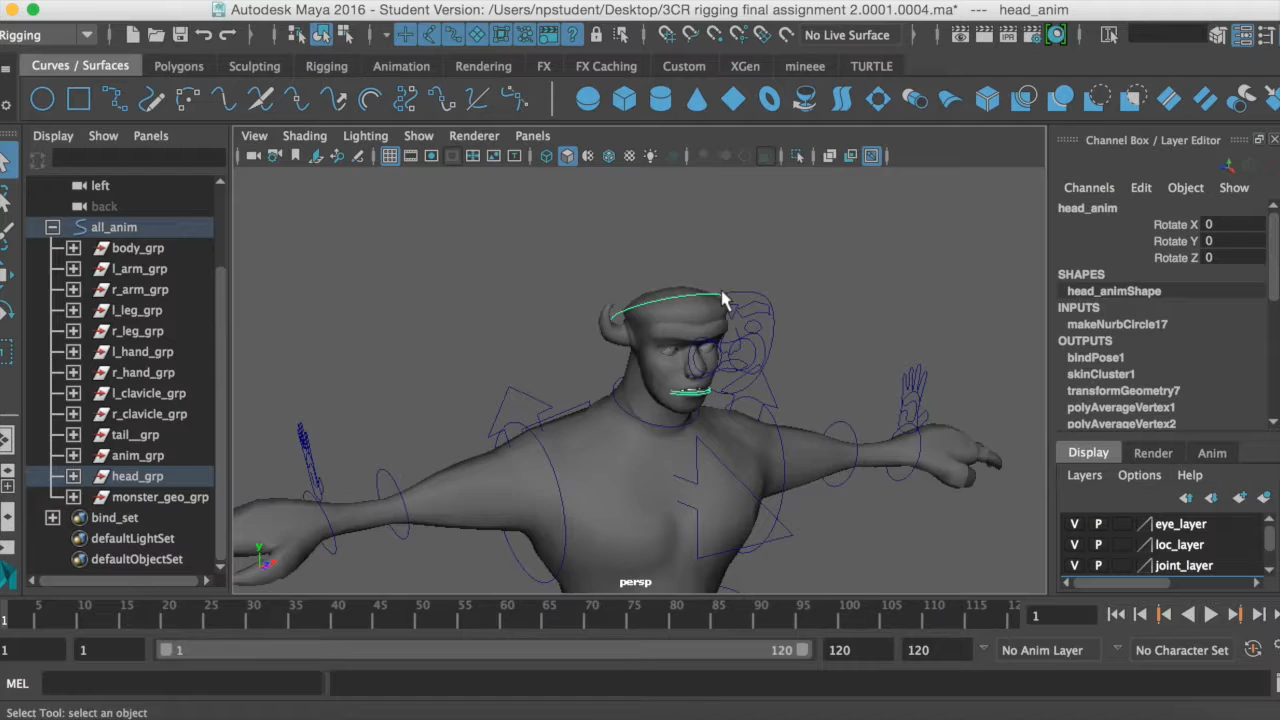 Autodesk Maya 2016 - Student Version: /Users/npstudent/Desktop/3CR rigging final assignment 2.0001.0004.ma* --- head_anim
Rigging
No Live Surface
Curves / Surfaces Polygons Sculpting Rigging Animation Rendering FX FX Caching Custom XGen mineee TURTLE
Display Show Panels
View Shading Lighting Show Renderer Panels
Channel Box / Layer Editor
left
back
all_anim
body_grp
l_arm_grp
r_arm_grp
l_leg_grp
r_leg_grp
l_hand_grp
r_hand_grp
l_clavicle_grp
r_clavicle_grp
tail__grp
anim_grp
head_grp
monster_geo_grp
bind_set
defaultLightSet
defaultObjectSet
y
persp
Channels Edit Object Show
head_anim
Rotate X 0
Rotate Y 0
Rotate Z 0
SHAPES
head_animShape
INPUTS
makeNurbCircle17
OUTPUTS
bindPose1
skinCluster1
transformGeometry7
polyAverageVertex1
polyAverageVertex2
Display Render Anim
Layers Options Help
V P eye_layer
V P loc_layer
V P joint_layer
5 10 15 20 25 30 35 40 45 50 55 60 65 70 75 80 85 90 95 100 105 110 115 12
1
1 1 1 120 120 120 No Anim Layer No Character Set
MEL
Select Tool: select an object